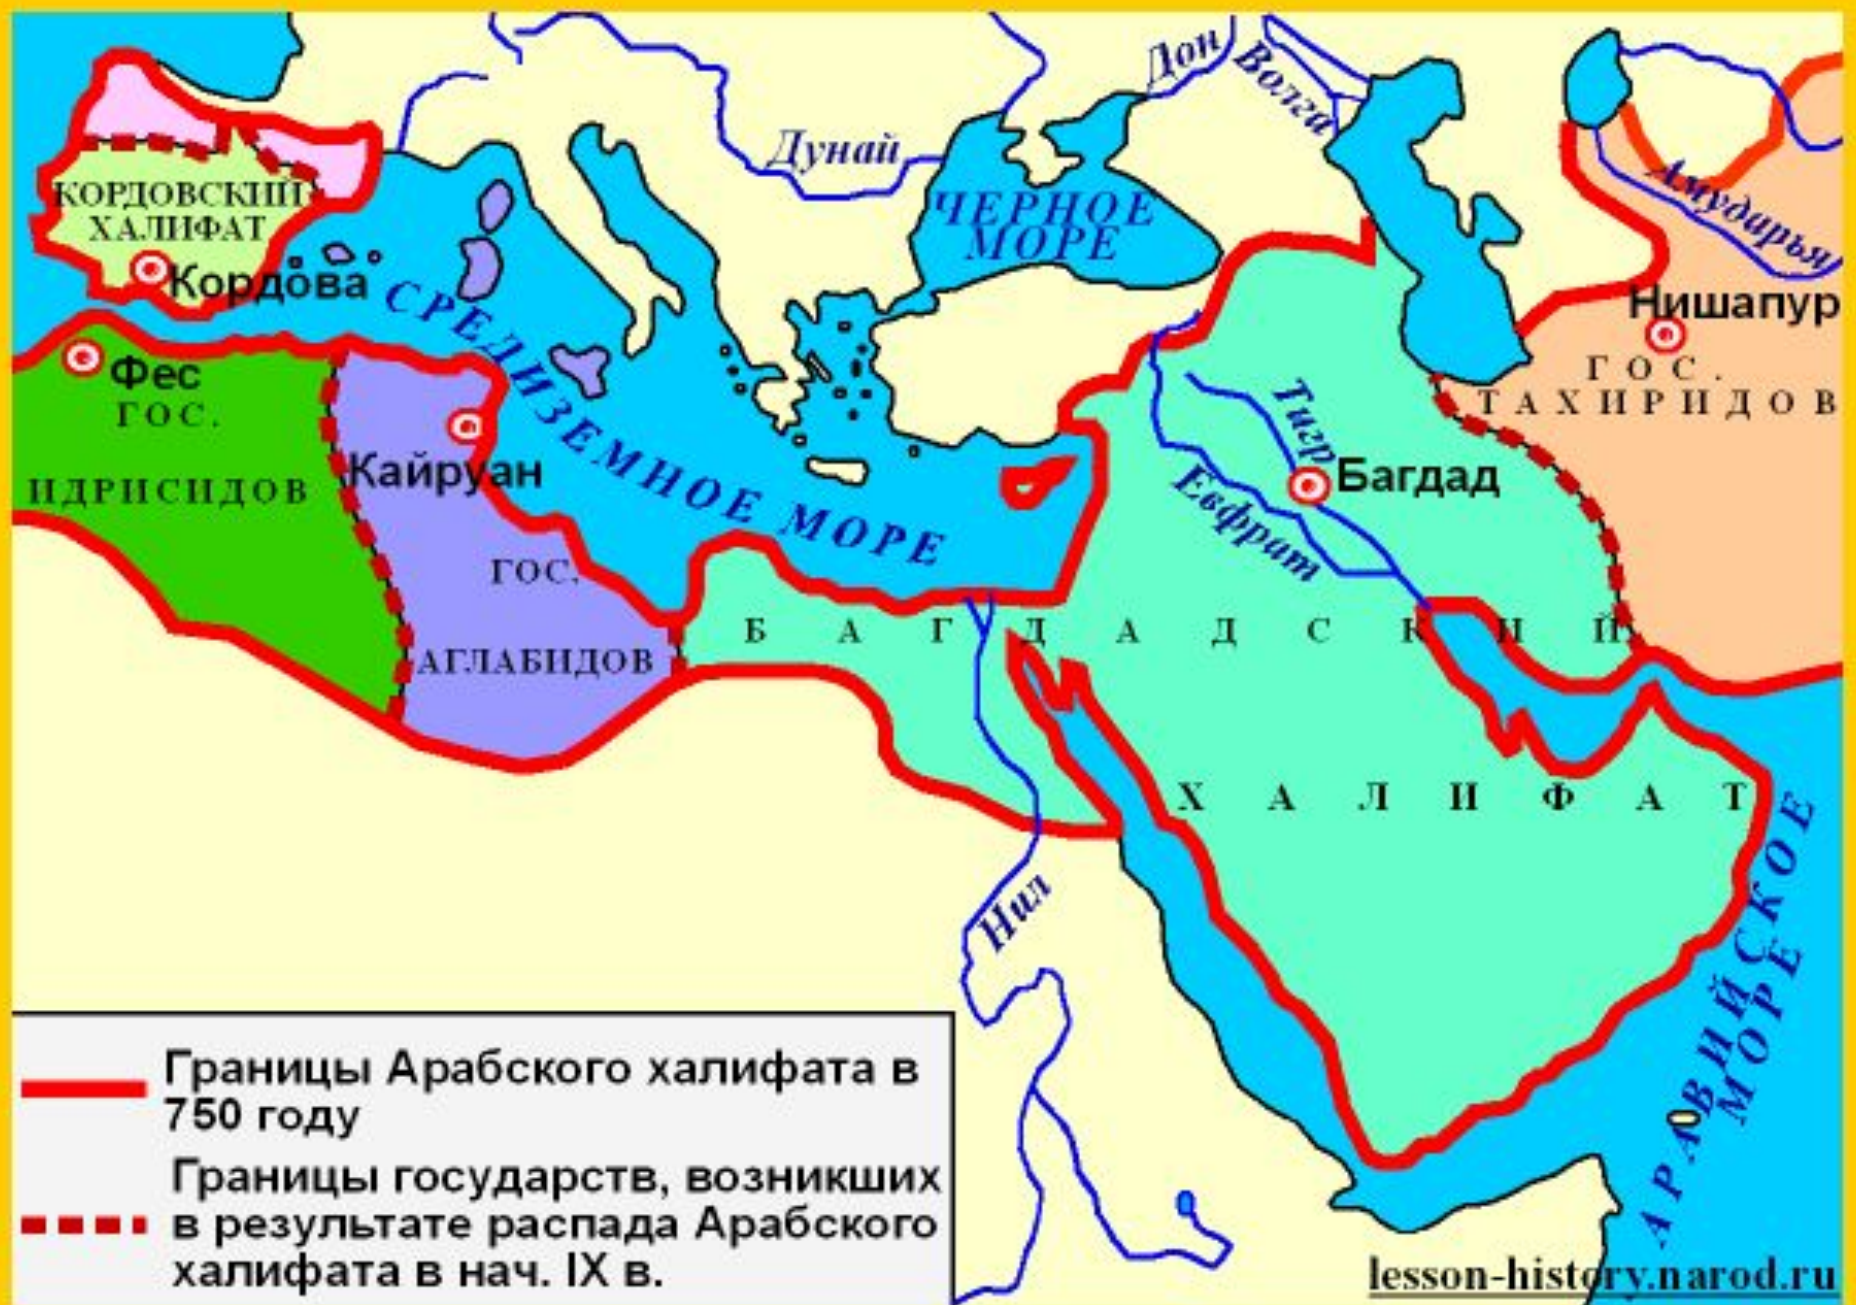 Дон
Волга
Дунай
ЧЕРНОЕ
МОРЕ
Амударья
КОРДОВСКИЙ
ХАЛИФАТ
Кордова
СРЕДИЗЕМНОЕ МОРЕ
Нишапур
ГОС.
ТАХИРИДОВ
Фес
ГОС.
ИДРИСИДОВ
Кайруан
ГОС.
АГЛАБИДОВ
Тигр
Багдад
Евфрат
БАГДАДСКИЙ
ХАЛИФАТ
Нил
АРАВИЙСКОЕ
МОРЕ
Границы Арабского халифата в
750 году
Границы государств, возникших
в результате распада Арабского
халифата в нач. IX в.
lesson-history.narod.ru